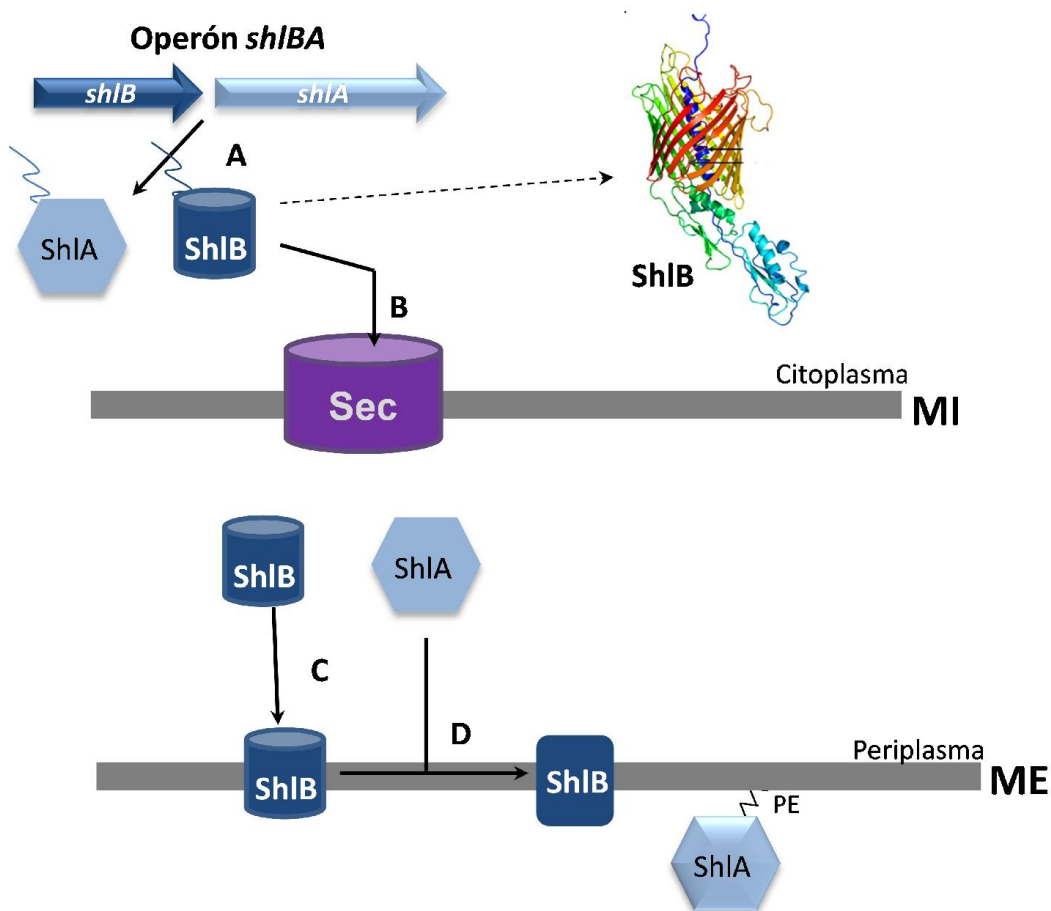 Operón shlBA
shlB
shlA
A
ShlA
ShlB
ShlB
B
Citoplasma
Sec
MI
ShlB
ShlA
C
D
Periplasma
ShlB
ShlB
ME
PE
ShlA